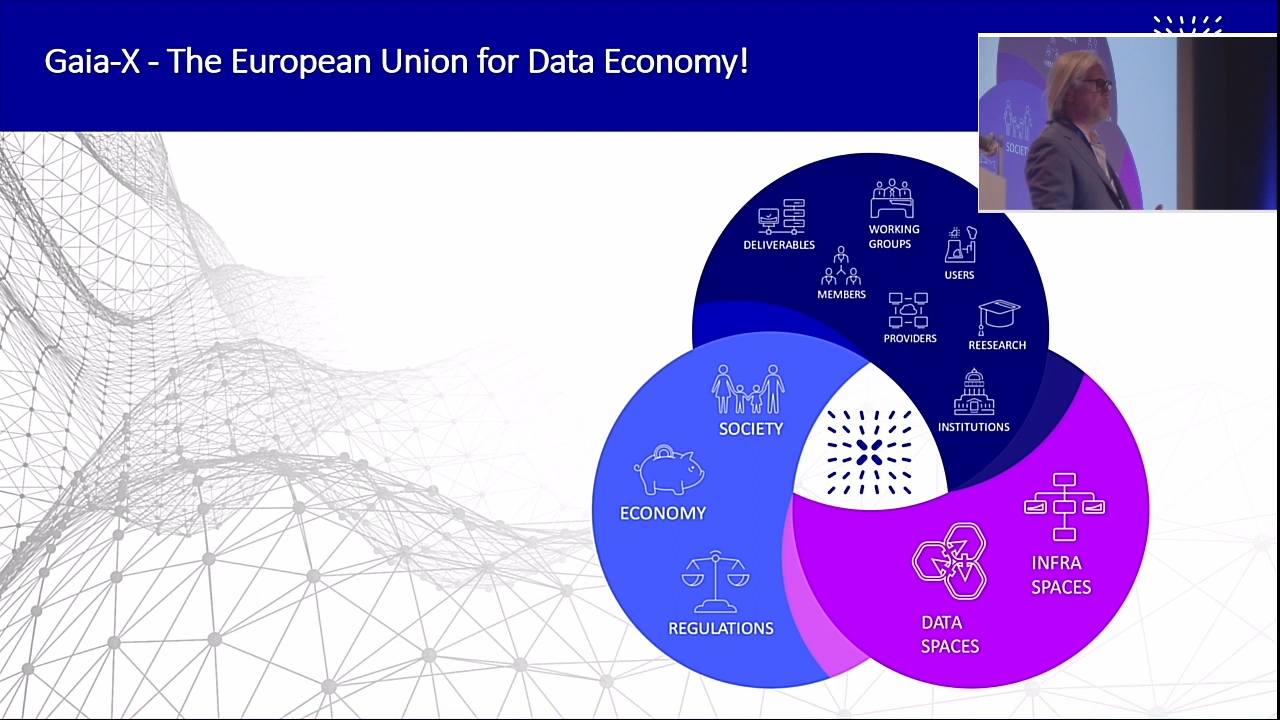 Gaia-X - The European Union for Data Economy!
DELIVERABLES
WORKING
GROUPS
USERS
MEMBERS
PROVIDERS
REESEARCH
INSTITUTIONS
SOCIETY
ECONOMY
REGULATIONS
INFRA
SPACES
DATA
SPACES
SOCIETY